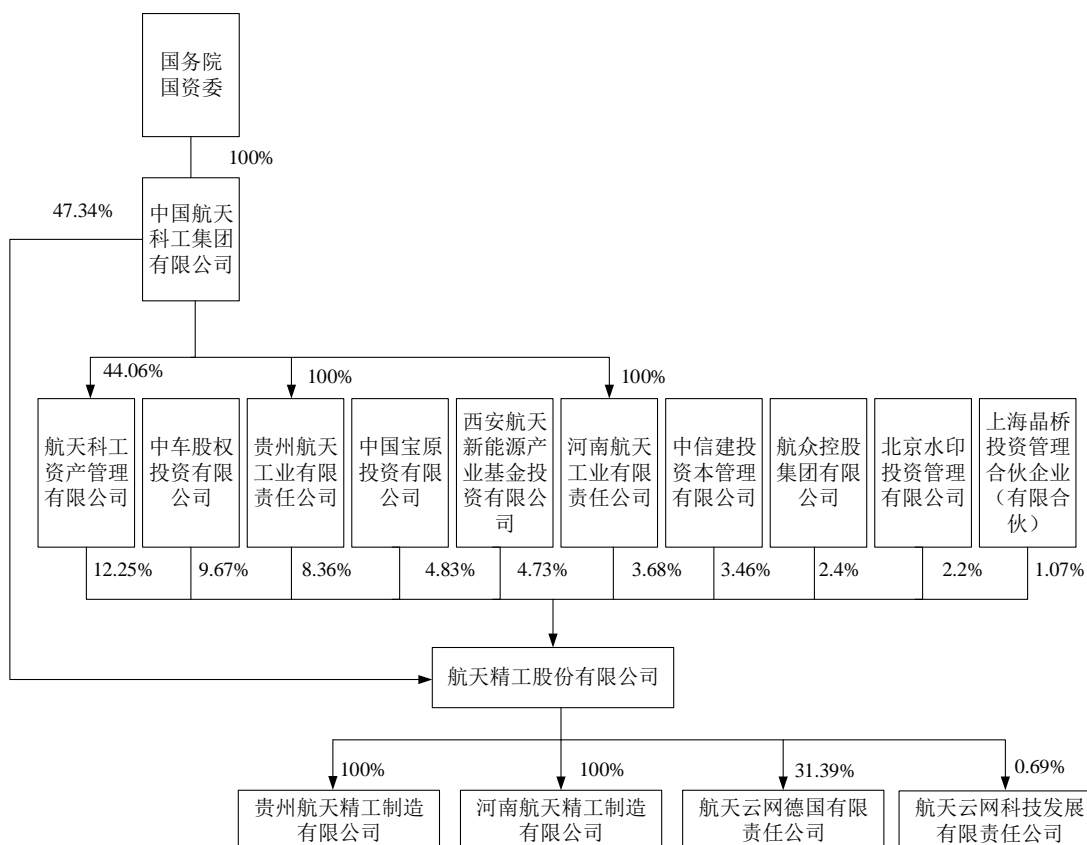 国务院
国资委
100%
47.34%
中国航天
科工集团
有限公司
44.06%
100%
100%
航天科工
资产管理
有限公司
中车股权
投资有限
公司
贵州航天
工业有限
责任公司
中国宝原
投资有限
公司
西安航天
新能源产
业基金投
资有限公
司
河南航天
工业有限
责任公司
中信建投
资本管理
有限公司
航众控股
集团有限
公司
北京水印
投资管理
有限公司
上海晶桥
投资管理
合伙企业
（有限合
伙）
12.25%
9.67%
8.36%
4.83%
4.73%
3.68%
3.46%
2.4%
2.2%
1.07%
航天精工股份有限公司
100%
100%
31.39%
0.69%
贵州航天精工制造
有限公司
河南航天精工制造
有限公司
航天云网德国有限
责任公司
航天云网科技发展
有限责任公司